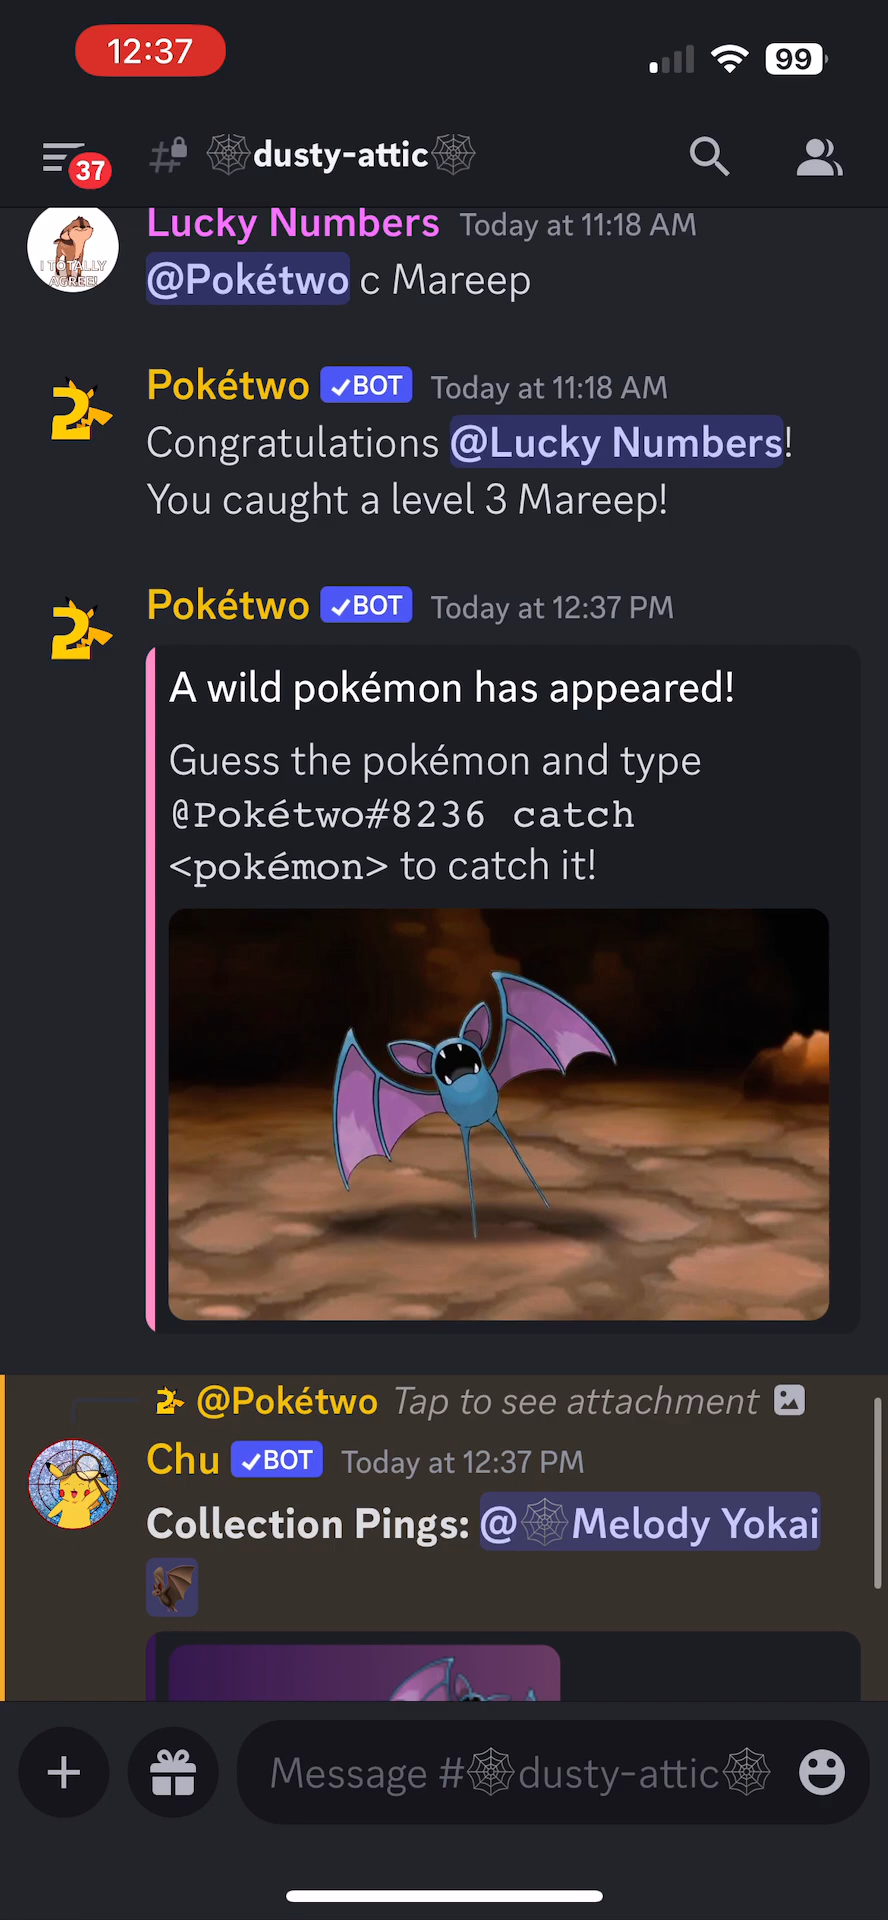 12:37
99
37
dusty-attic
Lucky Numbers Today at 11:18 AM
I TOTALLY
AGREE!
@Pokétwo c Mareep
Pokétwo ✓BOT Today at 11:18 AM
Congratulations @Lucky Numbers!
You caught a level 3 Mareep!
Pokétwo ✓BOT Today at 12:37 PM
A wild pokémon has appeared!
Guess the pokémon and type
@Pokétwo#8236 catch
<pokémon> to catch it!
@Pokétwo Tap to see attachment
Chu ✓BOT Today at 12:37 PM
Collection Pings: @🕸Melody Yokai
🦇
Message #🕸dusty-attic🕸